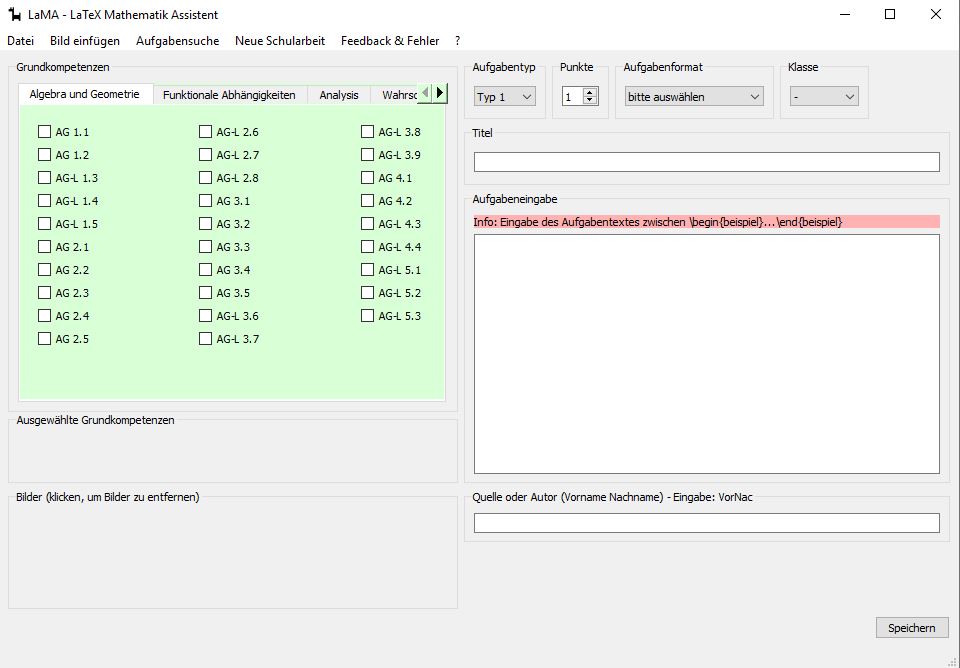 LaMA - LaTeX Mathematik Assistent
Datei Bild einfügen Aufgabensuche Neue Schularbeit Feedback & Fehler ?
Grundkompetenzen
Algebra und Geometrie Funktionale Abhängigkeiten Analysis Wahrsc
AG 1.1 AG-L 2.6 AG-L 3.8
AG 1.2 AG-L 2.7 AG-L 3.9
AG-L 1.3 AG-L 2.8 AG 4.1
AG-L 1.4 AG 3.1 AG 4.2
AG-L 1.5 AG 3.2 AG-L 4.3
AG 2.1 AG 3.3 AG-L 4.4
AG 2.2 AG 3.4 AG-L 5.1
AG 2.3 AG 3.5 AG-L 5.2
AG 2.4 AG-L 3.6 AG-L 5.3
AG 2.5 AG-L 3.7
Ausgewählte Grundkompetenzen
Bilder (klicken, um Bilder zu entfernen)
Aufgabentyp Punkte Aufgabenformat Klasse
Typ 1 1 bitte auswählen -
Titel
Aufgabeneingabe
Info: Eingabe des Aufgabentextes zwischen \begin{beispiel}...\end{beispiel}
Quelle oder Autor (Vorname Nachname) - Eingabe: VorNac
Speichern